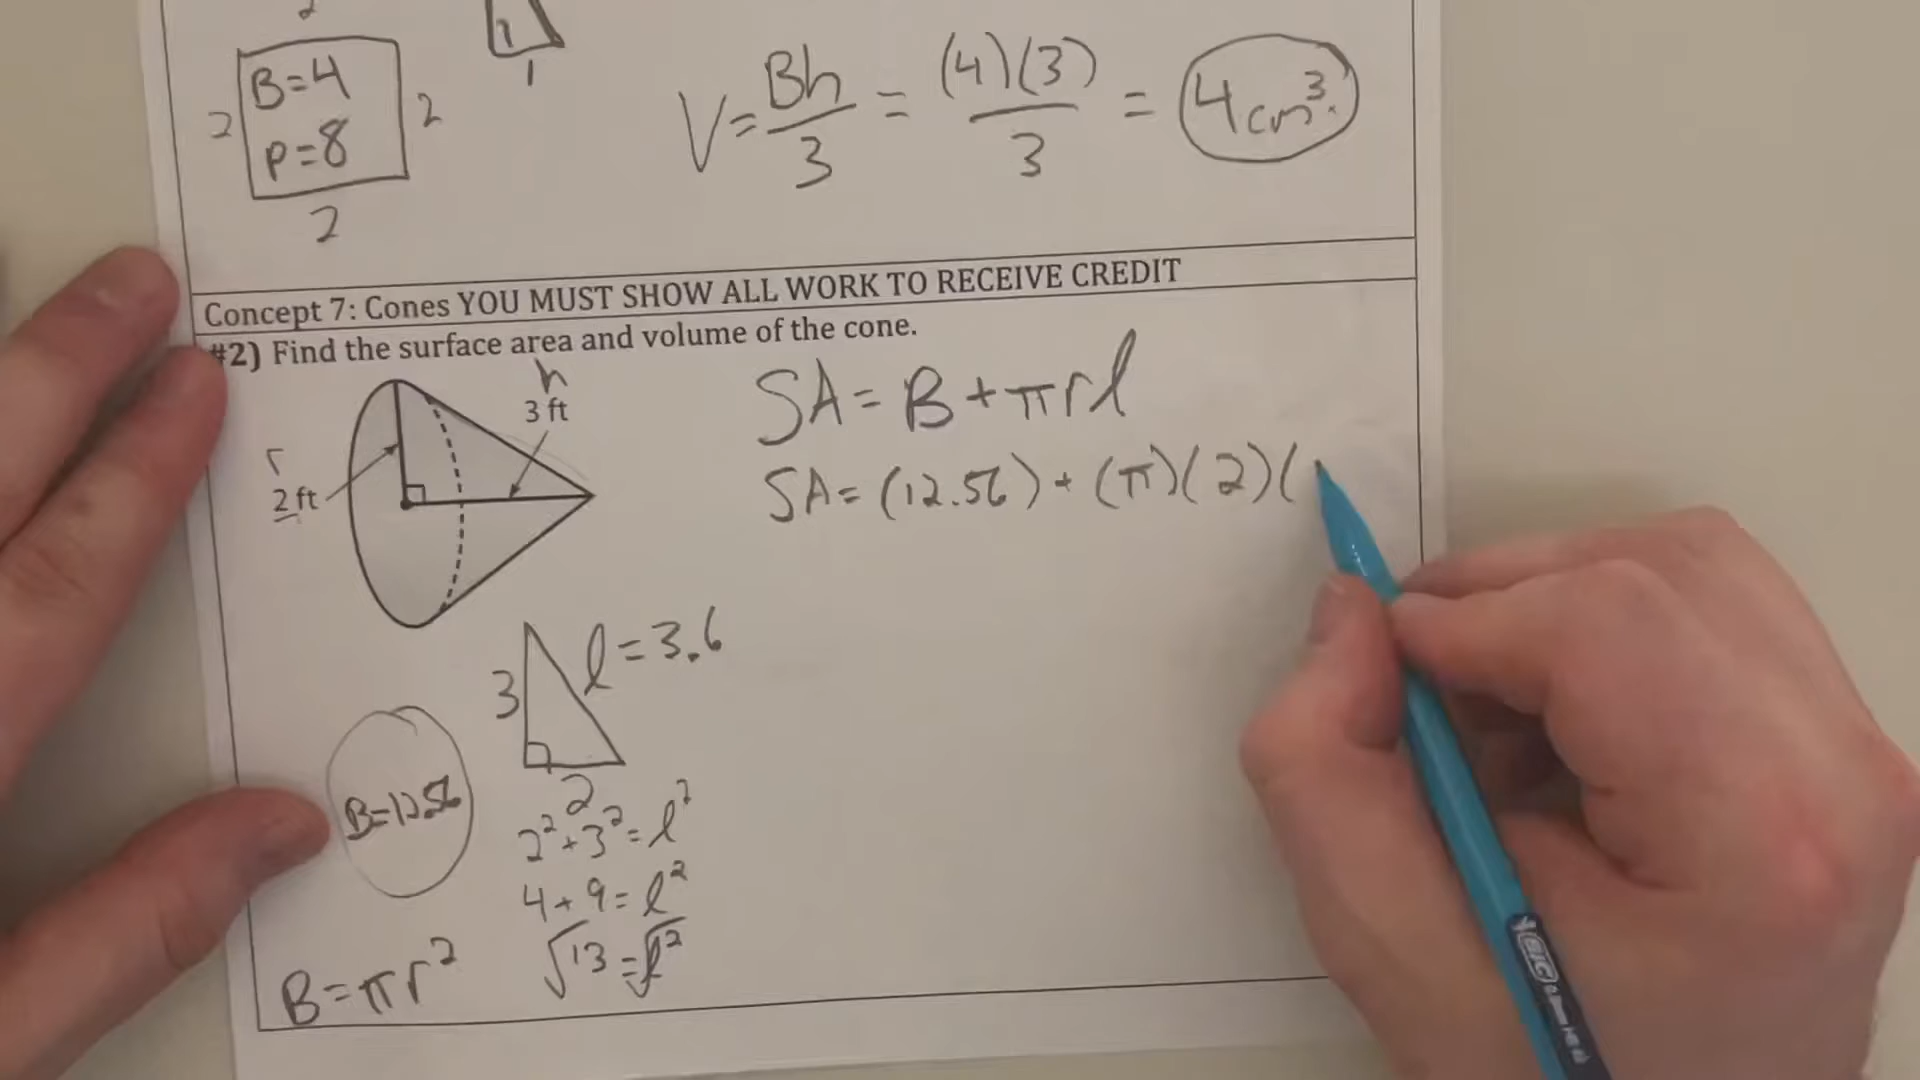 2
1
1
B=4
P=8
2
2
2
V = Bh/3 = (4)(3)/3 = 4cm³.
Concept 7: Cones YOU MUST SHOW ALL WORK TO RECEIVE CREDIT
#2) Find the surface area and volume of the cone.
h
3 ft
r
2 ft
SA = B + πrl
SA = (12.56) + (π)(2)(
3
l = 3.6
2
B=12.56
2² + 3² = l²
4 + 9 = l²
√13 = √l²
B = πr²
BIC